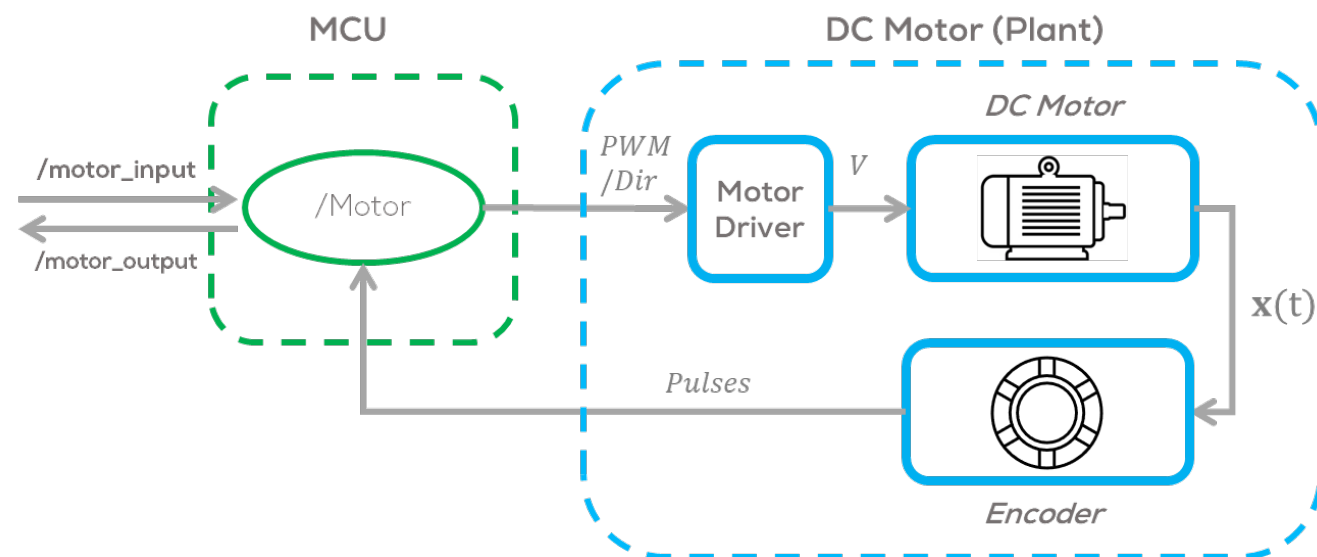 MCU
DC Motor (Plant)
DC Motor
/motor_input
/Motor
/motor_output
PWM
/Dir
Motor
Driver
V
x(t)
Pulses
Encoder